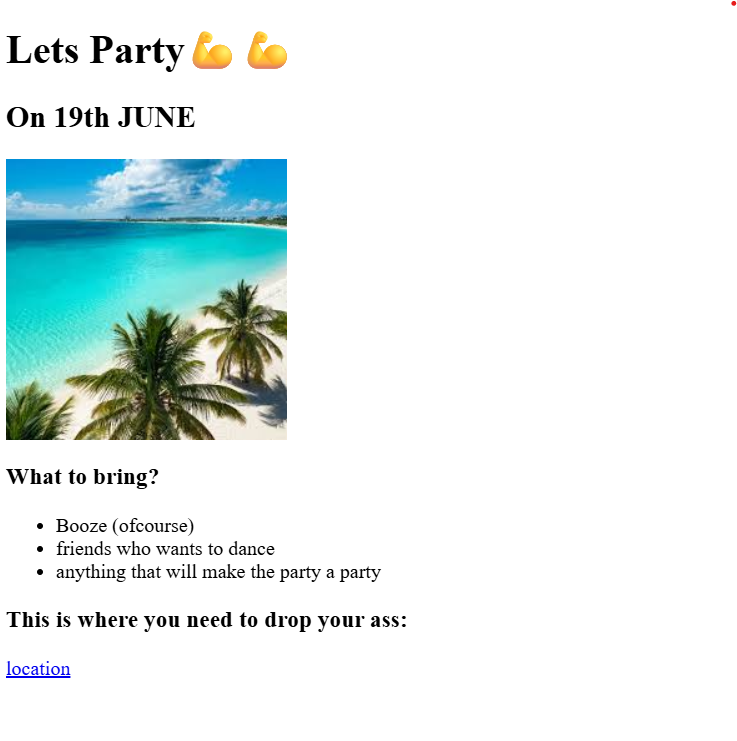 Lets Party💪 💪
On 19th JUNE
What to bring?
Booze (ofcourse)
friends who wants to dance
anything that will make the party a party
This is where you need to drop your ass:
location